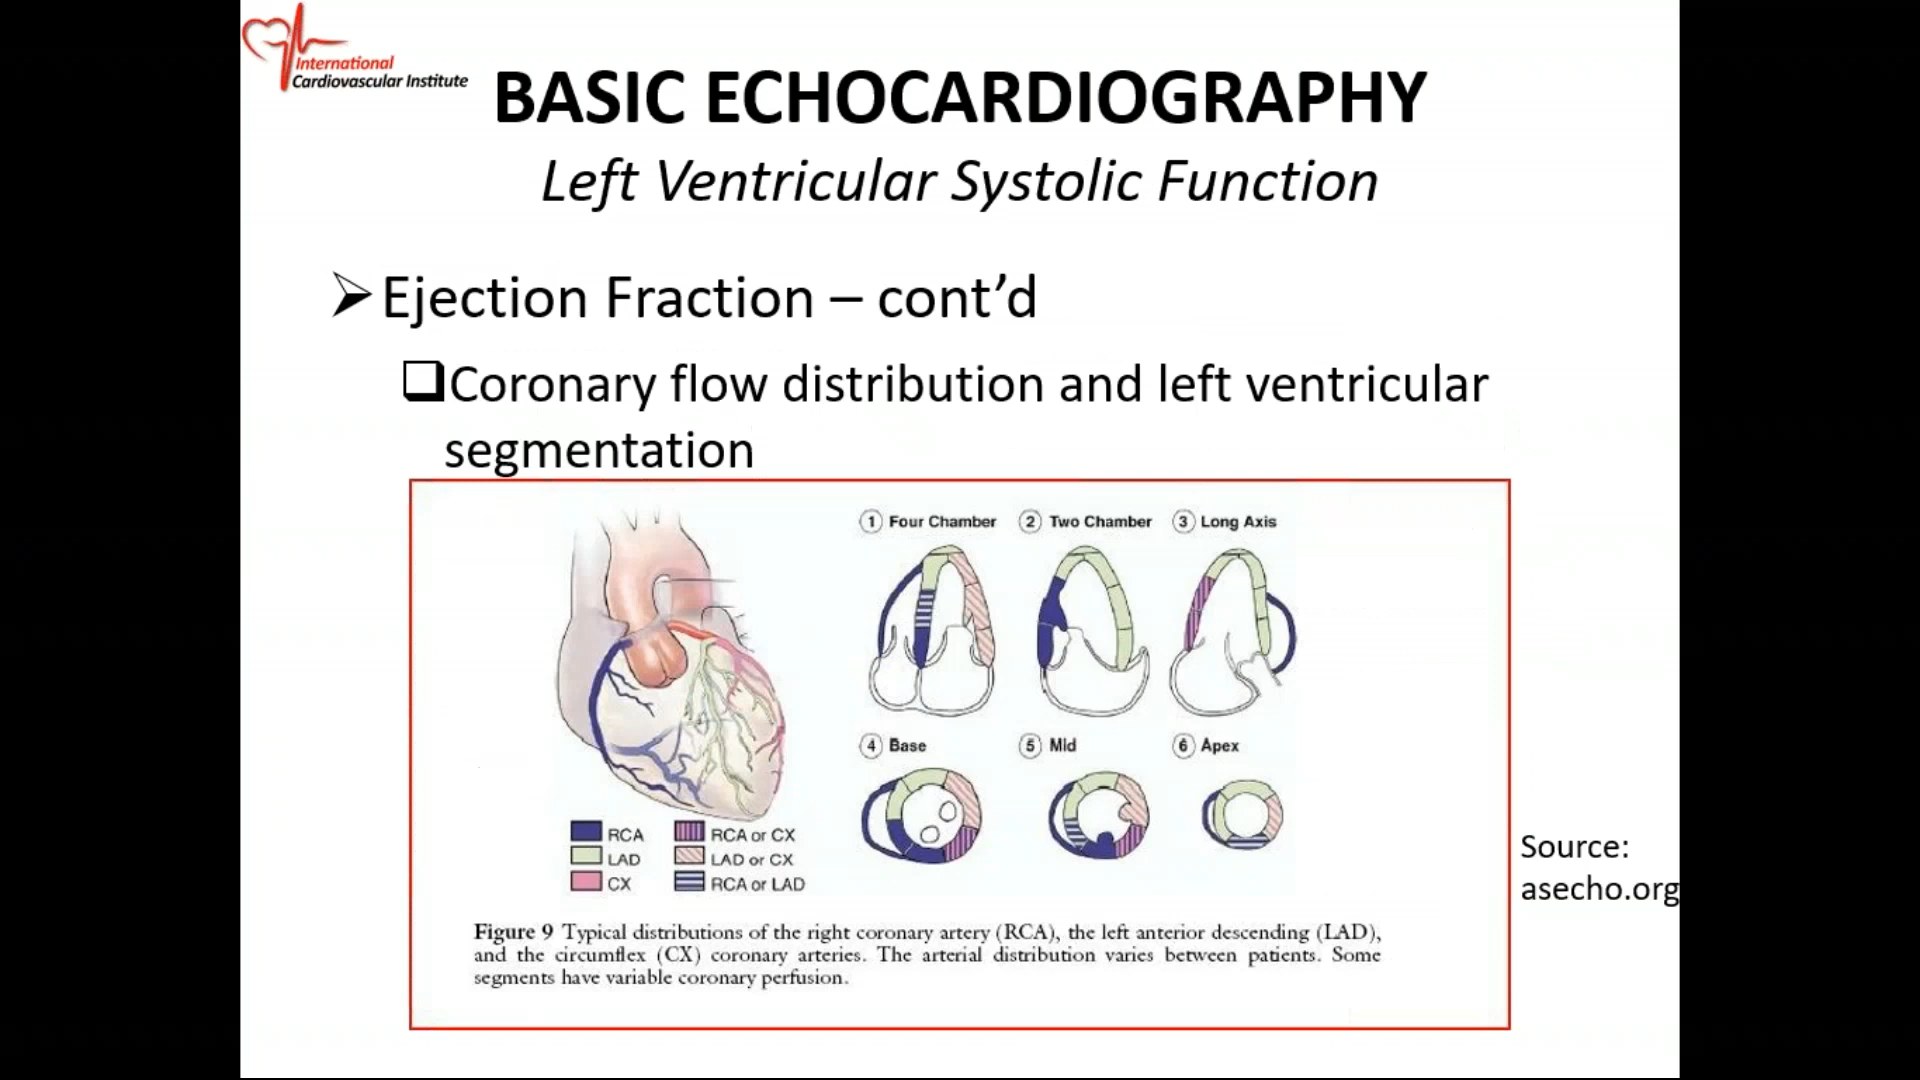 International
Cardiovascular Institute
BASIC ECHOCARDIOGRAPHY
Left Ventricular Systolic Function
Ejection Fraction – cont’d
Coronary flow distribution and left ventricular
segmentation
1 Four Chamber
2 Two Chamber
3 Long Axis
4 Base
5 Mid
6 Apex
RCA
RCA or CX
LAD
LAD or CX
CX
RCA or LAD
Figure 9 Typical distributions of the right coronary artery (RCA), the left anterior descending (LAD),
and the circumflex (CX) coronary arteries. The arterial distribution varies between patients. Some
segments have variable coronary perfusion.
Source:
asecho.org